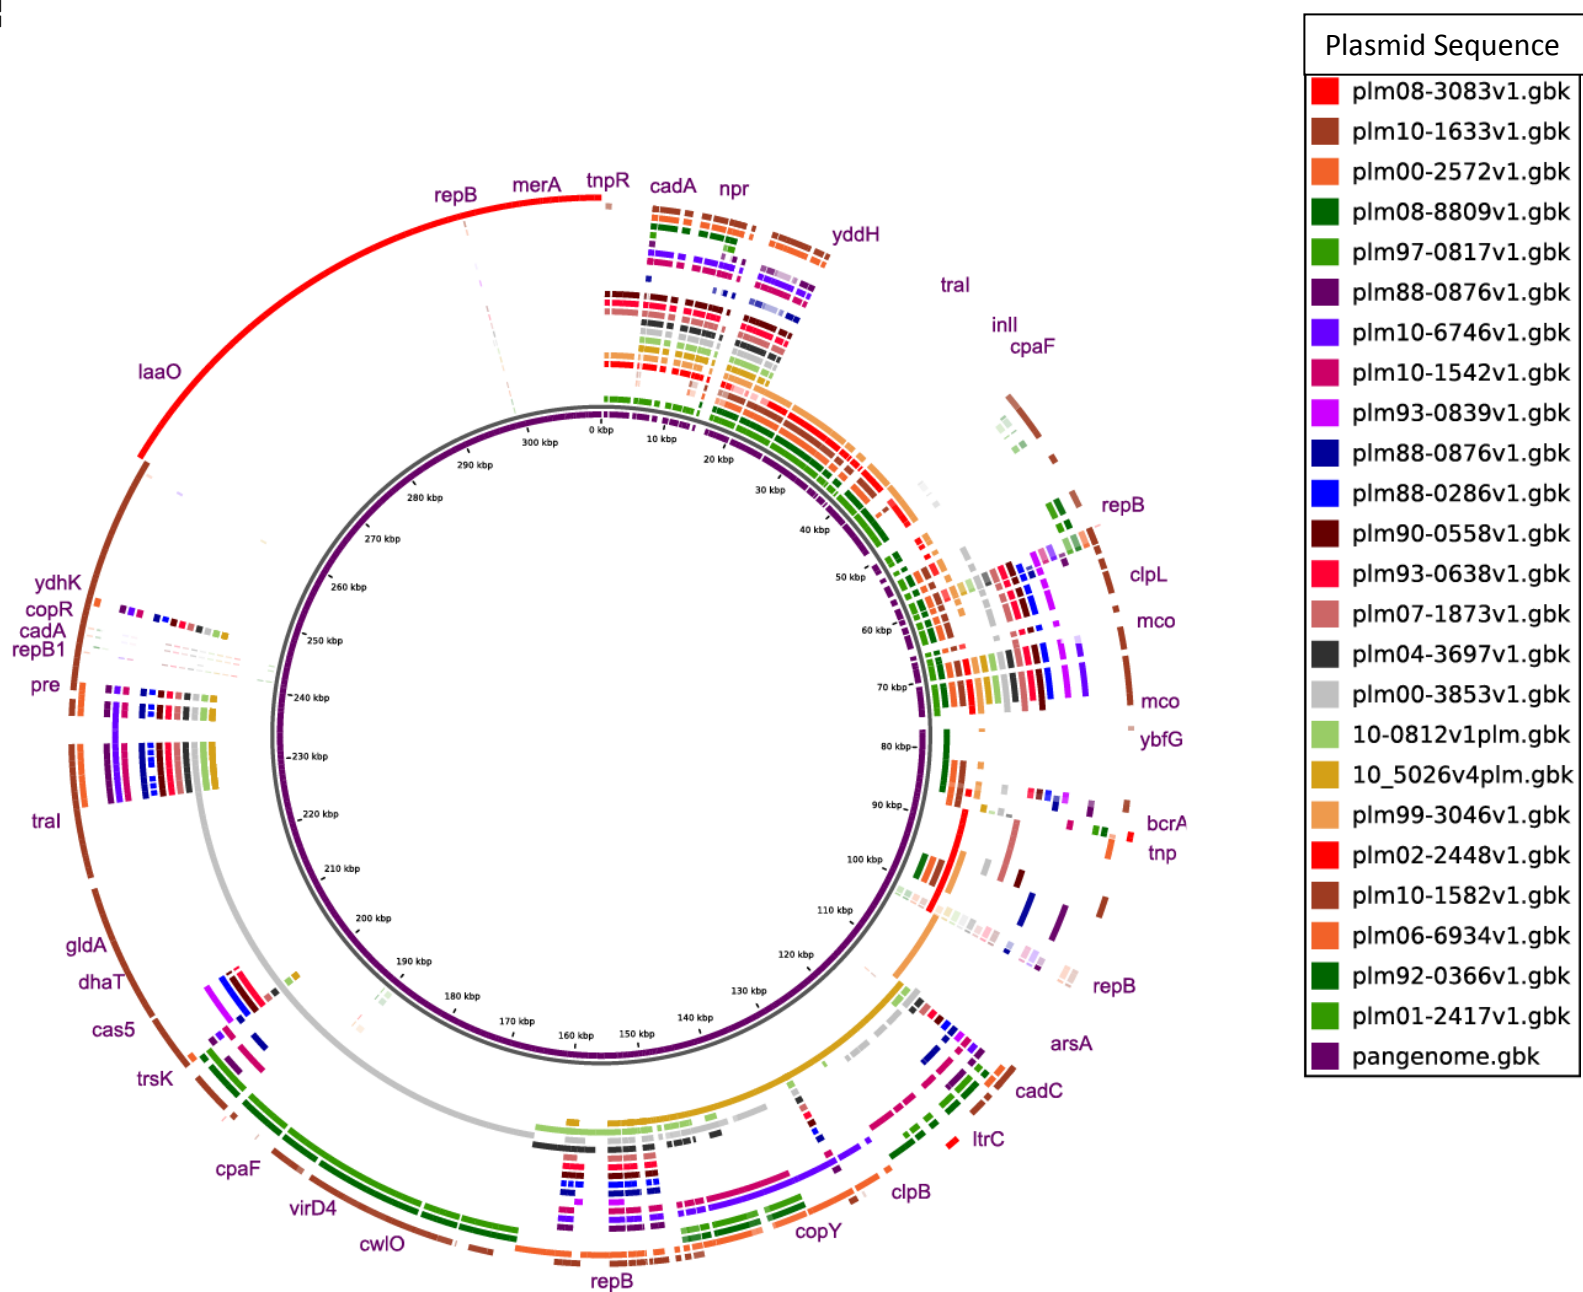 Plasmid Sequence
plm08-3083v1.gbk
plm10-1633v1.gbk
plm00-2572v1.gbk
plm08-8809v1.gbk
plm97-0817v1.gbk
plm88-0876v1.gbk
plm10-6746v1.gbk
plm10-1542v1.gbk
plm93-0839v1.gbk
plm88-0876v1.gbk
plm88-0286v1.gbk
plm90-0558v1.gbk
plm93-0638v1.gbk
plm07-1873v1.gbk
plm04-3697v1.gbk
plm00-3853v1.gbk
10-0812v1plm.gbk
10_5026v4plm.gbk
plm99-3046v1.gbk
plm02-2448v1.gbk
plm10-1582v1.gbk
plm06-6934v1.gbk
plm92-0366v1.gbk
plm01-2417v1.gbk
pangenome.gbk
repB
merA
tnpR
cadA
npr
yddH
traI
inlI
cpaF
repB
clpL
mco
mco
ybfG
bcrA
tnp
repB
arsA
cadC
ltrC
clpB
copY
repB
cwlO
virD4
cpaF
trsK
cas5
dhaT
gldA
traI
pre
repB1
cadA
copR
ydhK
laaO
0 kbp
10 kbp
20 kbp
30 kbp
40 kbp
50 kbp
60 kbp
70 kbp
80 kbp
90 kbp
100 kbp
110 kbp
120 kbp
130 kbp
140 kbp
150 kbp
160 kbp
170 kbp
180 kbp
190 kbp
200 kbp
210 kbp
220 kbp
230 kbp
240 kbp
250 kbp
260 kbp
270 kbp
280 kbp
290 kbp
300 kbp